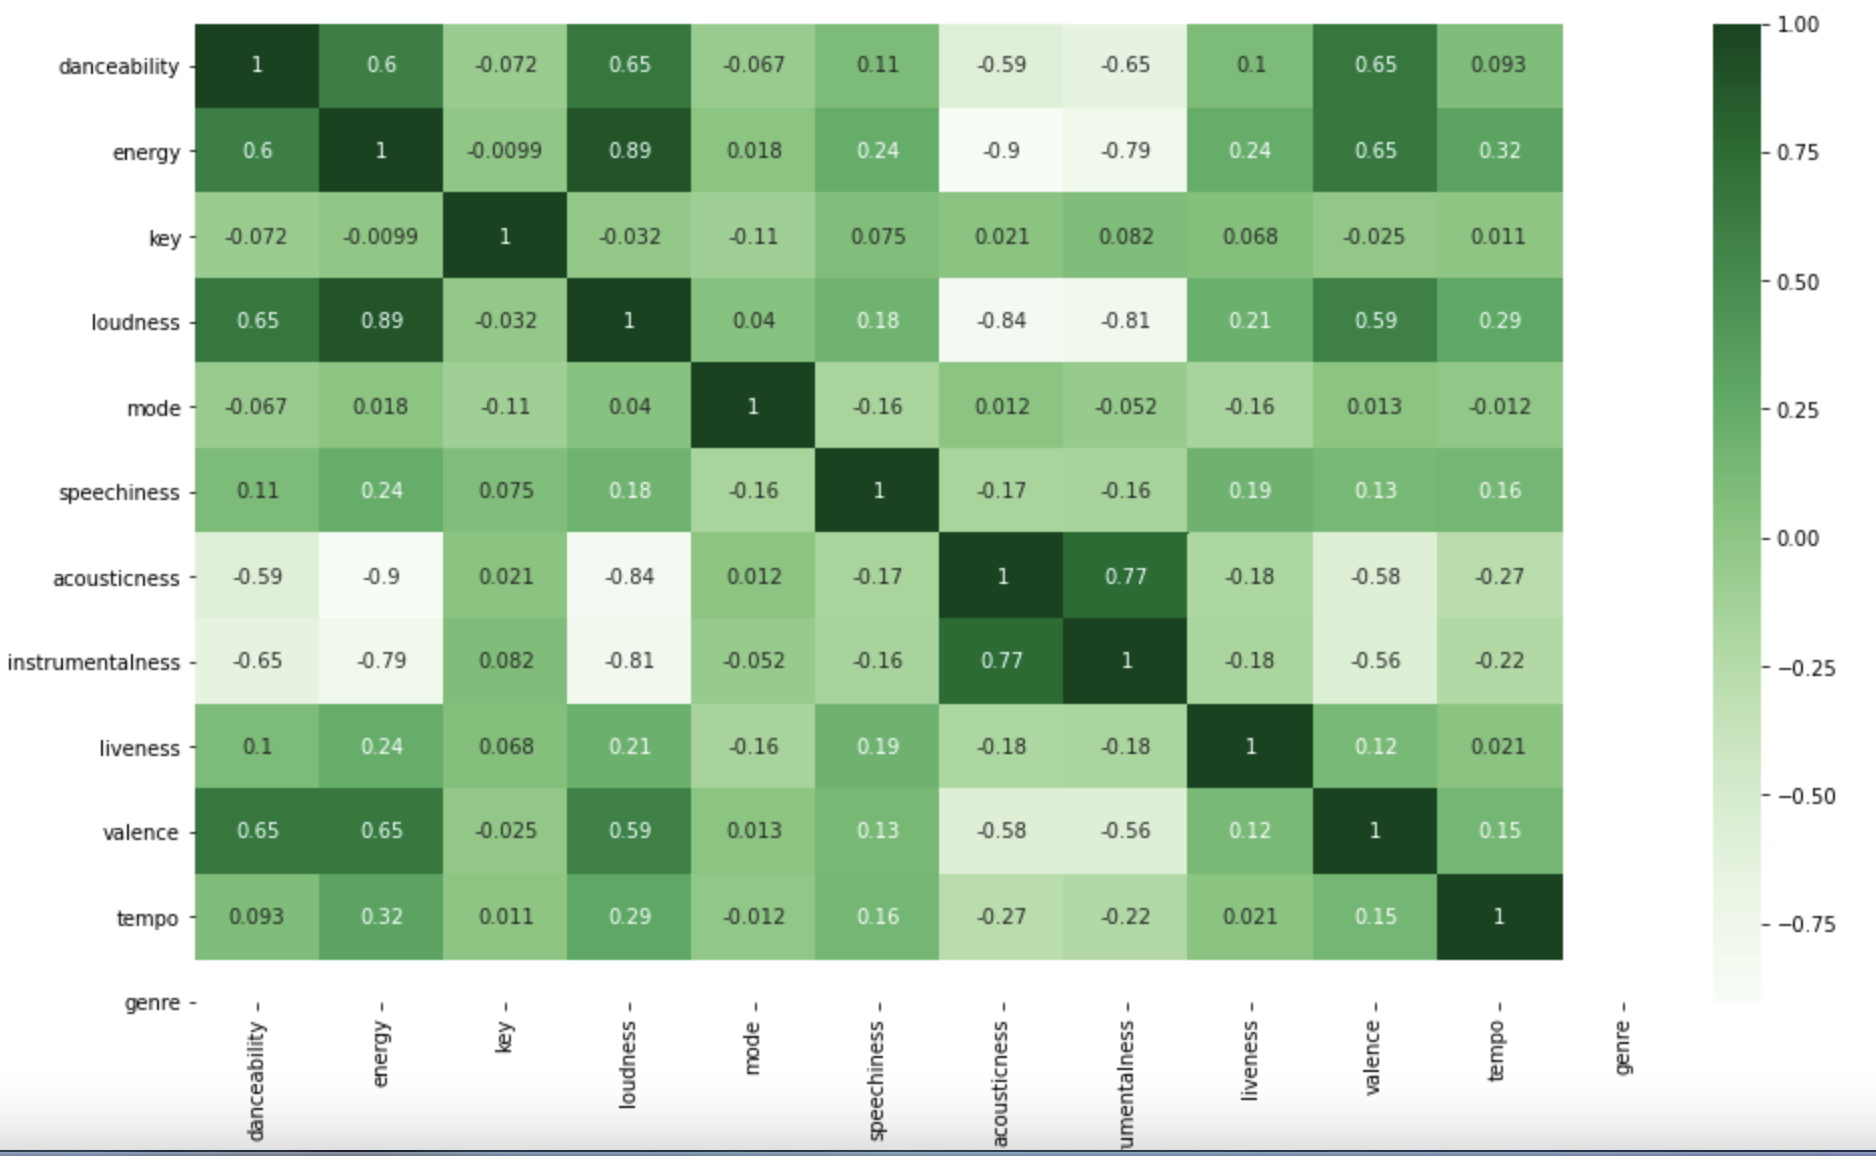 danceability 1 0.6 -0.072 0.65 -0.067 0.11 -0.59 -0.65 0.1 0.65 0.093
energy 0.6 1 -0.0099 0.89 0.018 0.24 -0.9 -0.79 0.24 0.65 0.32
key -0.072 -0.0099 1 -0.032 -0.11 0.075 0.021 0.082 0.068 -0.025 0.011
loudness 0.65 0.89 -0.032 1 0.04 0.18 -0.84 -0.81 0.21 0.59 0.29
mode -0.067 0.018 -0.11 0.04 1 -0.16 0.012 -0.052 -0.16 0.013 -0.012
speechiness 0.11 0.24 0.075 0.18 -0.16 1 -0.17 -0.16 0.19 0.13 0.16
acousticness -0.59 -0.9 0.021 -0.84 0.012 -0.17 1 0.77 -0.18 -0.58 -0.27
instrumentalness -0.65 -0.79 0.082 -0.81 -0.052 -0.16 0.77 1 -0.18 -0.56 -0.22
liveness 0.1 0.24 0.068 0.21 -0.16 0.19 -0.18 -0.18 1 0.12 0.021
valence 0.65 0.65 -0.025 0.59 0.013 0.13 -0.58 -0.56 0.12 1 0.15
tempo 0.093 0.32 0.011 0.29 -0.012 0.16 -0.27 -0.22 0.021 0.15 1
genre
danceability
energy
key
loudness
mode
speechiness
acousticness
umentalness
liveness
valence
tempo
genre
1.00
0.75
0.50
0.25
0.00
−0.25
−0.50
−0.75